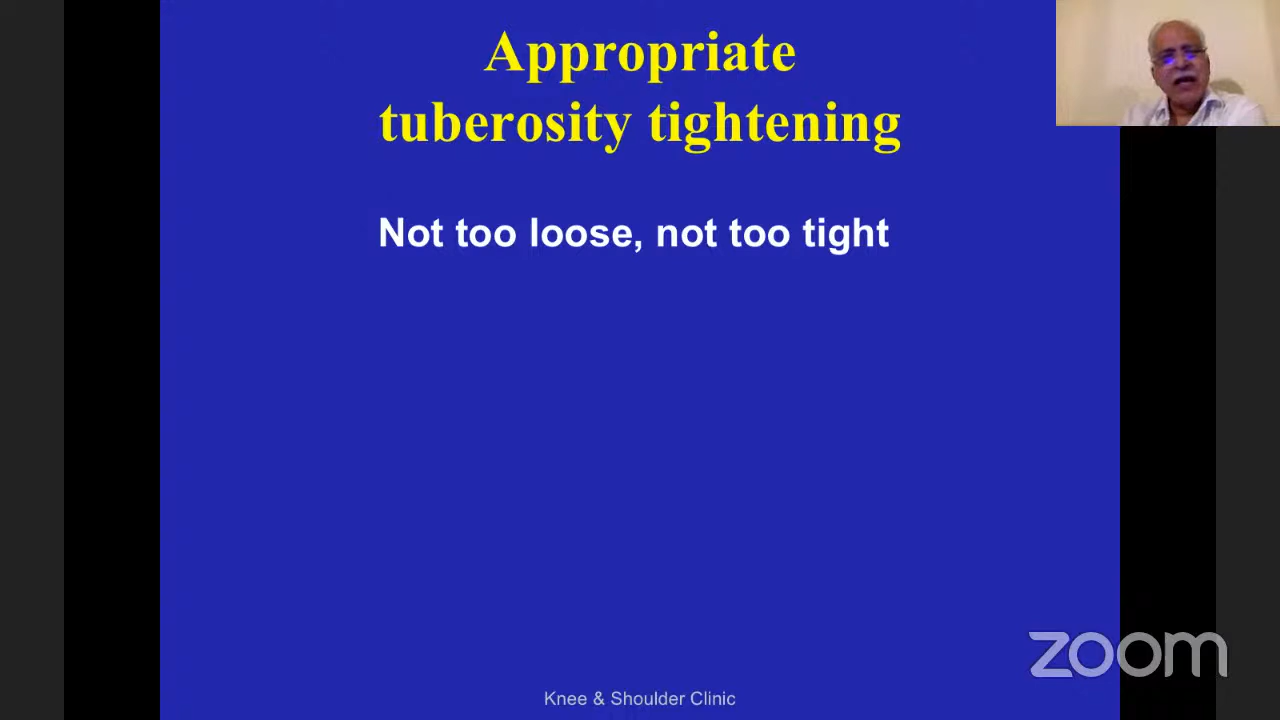 Appropriate
tuberosity tightening
Not too loose, not too tight
zoom
Knee & Shoulder Clinic